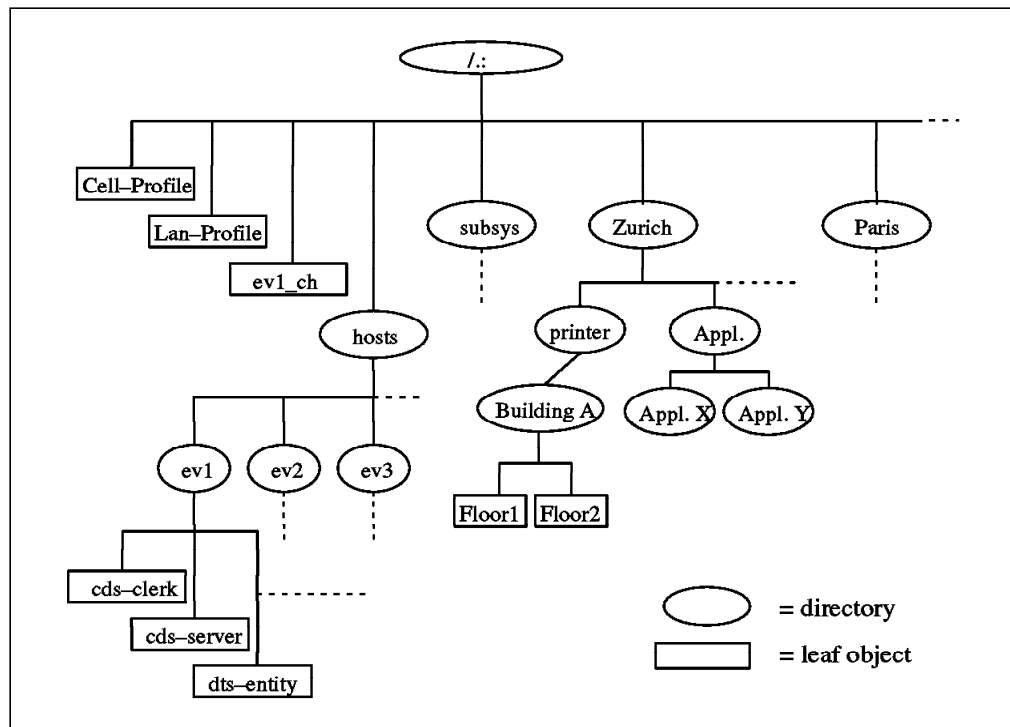 /.:
Cell–Profile
Lan–Profile
ev1_ch
subsys
Zurich
Paris
hosts
printer
Appl.
Building A
Appl. X
Appl. Y
ev1
ev2
ev3
Floor1
Floor2
cds–clerk
cds–server
dts–entity
= directory
= leaf object